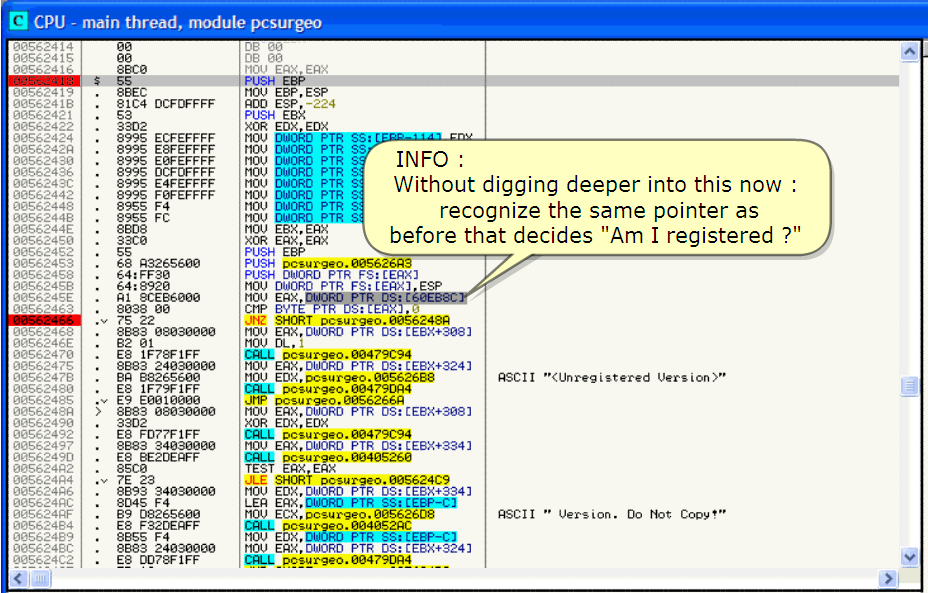 C CPU - main thread, module pcsurgeo
00562414 00 DB 00
00562415 00 DB 00
00562416 8BC0 MOV EAX,EAX
00562418 $ 55 PUSH EBP
00562419 . 8BEC MOV EBP,ESP
0056241B . 81C4 DCFDFFFF ADD ESP,-224
00562421 . 53 PUSH EBX
00562422 . 33D2 XOR EDX,EDX
00562424 . 8995 ECFEFFFF MOV DWORD PTR SS:[EBP-114],EDX
0056242A . 8995 E8FEFFFF MOV DWORD PTR SS
00562430 . 8995 E0FEFFFF MOV DWORD PTR SS
00562436 . 8995 DCFDFFFF MOV DWORD PTR SS
0056243C . 8995 E4FEFFFF MOV DWORD PTR SS
00562442 . 8995 F0FEFFFF MOV DWORD PTR SS
00562448 . 8955 F4 MOV DWORD PTR SS
0056244B . 8955 FC MOV DWORD PTR SS
0056244E . 8BD8 MOV EBX,EAX
00562450 . 33C0 XOR EAX,EAX
00562452 . 55 PUSH EBP
00562453 . 68 A3265600 PUSH pcsurgeo.005626A3
00562458 . 64:FF30 PUSH DWORD PTR FS:[EAX]
0056245B . 64:8920 MOV DWORD PTR FS:[EAX],ESP
0056245E . A1 8CEB6000 MOV EAX,DWORD PTR DS:[60EB8C]
00562463 . 8038 00 CMP BYTE PTR DS:[EAX],0
00562466 .v 75 22 JNZ SHORT pcsurgeo.0056248A
00562468 . 8B83 08030000 MOV EAX,DWORD PTR DS:[EBX+308]
0056246E . B2 01 MOV DL,1
00562470 . E8 1F78F1FF CALL pcsurgeo.00479C94
00562475 . 8B83 24030000 MOV EAX,DWORD PTR DS:[EBX+324]
0056247B . BA B8265600 MOV EDX,pcsurgeo.005626B8 ASCII "<Unregistered Version>"
00562480 . E8 1F79F1FF CALL pcsurgeo.00479DA4
00562485 .v E9 E0010000 JMP pcsurgeo.0056266A
0056248A > 8B83 08030000 MOV EAX,DWORD PTR DS:[EBX+308]
00562490 . 33D2 XOR EDX,EDX
00562492 . E8 FD77F1FF CALL pcsurgeo.00479C94
00562497 . 8B83 34030000 MOV EAX,DWORD PTR DS:[EBX+334]
0056249D . E8 BE2DEAFF CALL pcsurgeo.00405260
005624A2 . 85C0 TEST EAX,EAX
005624A4 .v 7E 23 JLE SHORT pcsurgeo.005624C9
005624A6 . 8B93 34030000 MOV EDX,DWORD PTR DS:[EBX+334]
005624AC . 8D45 F4 LEA EAX,DWORD PTR SS:[EBP-C]
005624AF . B9 D8265600 MOV ECX,pcsurgeo.005626D8 ASCII " Version. Do Not Copy!"
005624B4 . E8 F32DEAFF CALL pcsurgeo.004052AC
005624B9 . 8B55 F4 MOV EDX,DWORD PTR SS:[EBP-C]
005624BC . 8B83 24030000 MOV EAX,DWORD PTR DS:[EBX+324]
005624C2 . E8 DD78F1FF CALL pcsurgeo.00479DA4
INFO :
Without digging deeper into this now :
recognize the same pointer as
before that decides "Am I registered ?"